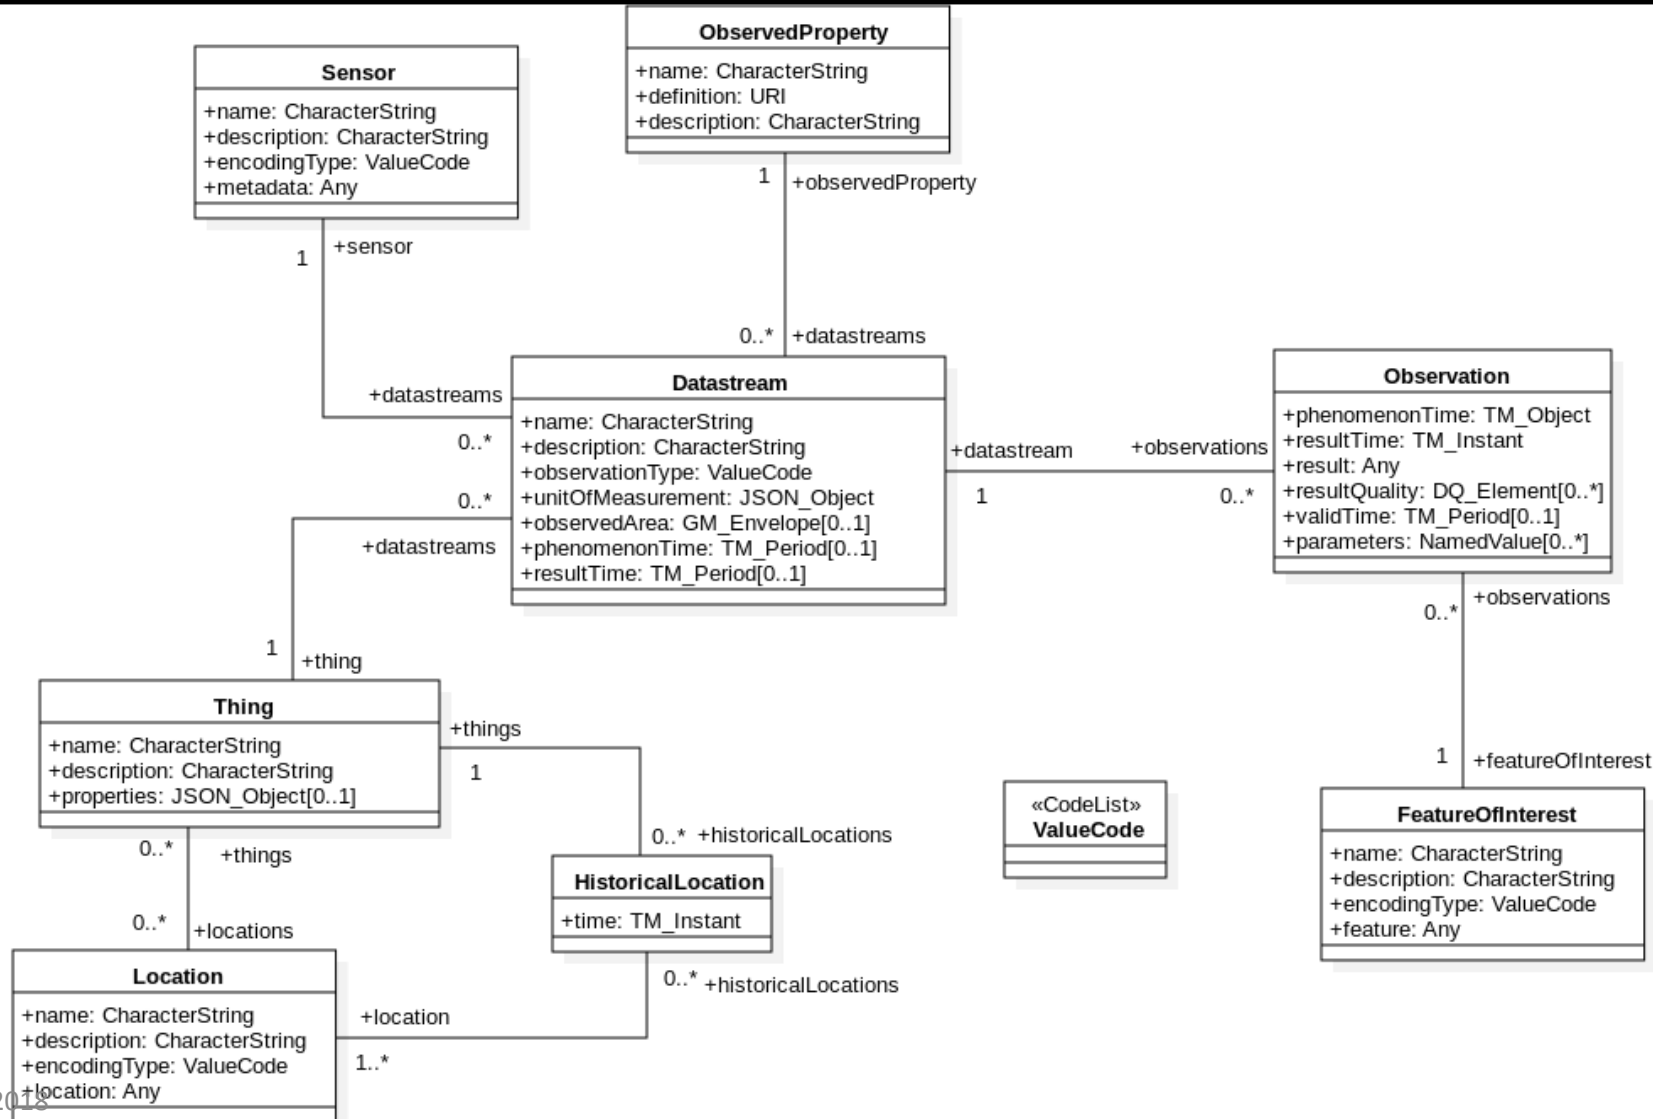 ObservedProperty
+name: CharacterString
+definition: URI
+description: CharacterString
Sensor
+name: CharacterString
+description: CharacterString
+encodingType: ValueCode
+metadata: Any
1
+observedProperty
1
+sensor
0..*
+datastreams
+datastreams
0..*
Datastream
+name: CharacterString
+description: CharacterString
+observationType: ValueCode
+unitOfMeasurement: JSON_Object
+observedArea: GM_Envelope[0..1]
+phenomenonTime: TM_Period[0..1]
+resultTime: TM_Period[0..1]
+datastream
1
+observations
0..*
Observation
+phenomenonTime: TM_Object
+resultTime: TM_Instant
+result: Any
+resultQuality: DQ_Element[0..*]
+validTime: TM_Period[0..1]
+parameters: NamedValue[0..*]
0..*
+datastreams
1
+thing
0..*
+observations
1
+featureOfInterest
Thing
+name: CharacterString
+description: CharacterString
+properties: JSON_Object[0..1]
+things
1
0..*
+historicalLocations
«CodeList»
ValueCode
FeatureOfInterest
+name: CharacterString
+description: CharacterString
+encodingType: ValueCode
+feature: Any
0..*
+things
0..*
+locations
HistoricalLocation
+time: TM_Instant
0..*
+historicalLocations
+location
1..*
Location
+name: CharacterString
+description: CharacterString
+encodingType: ValueCode
+location: Any
2018